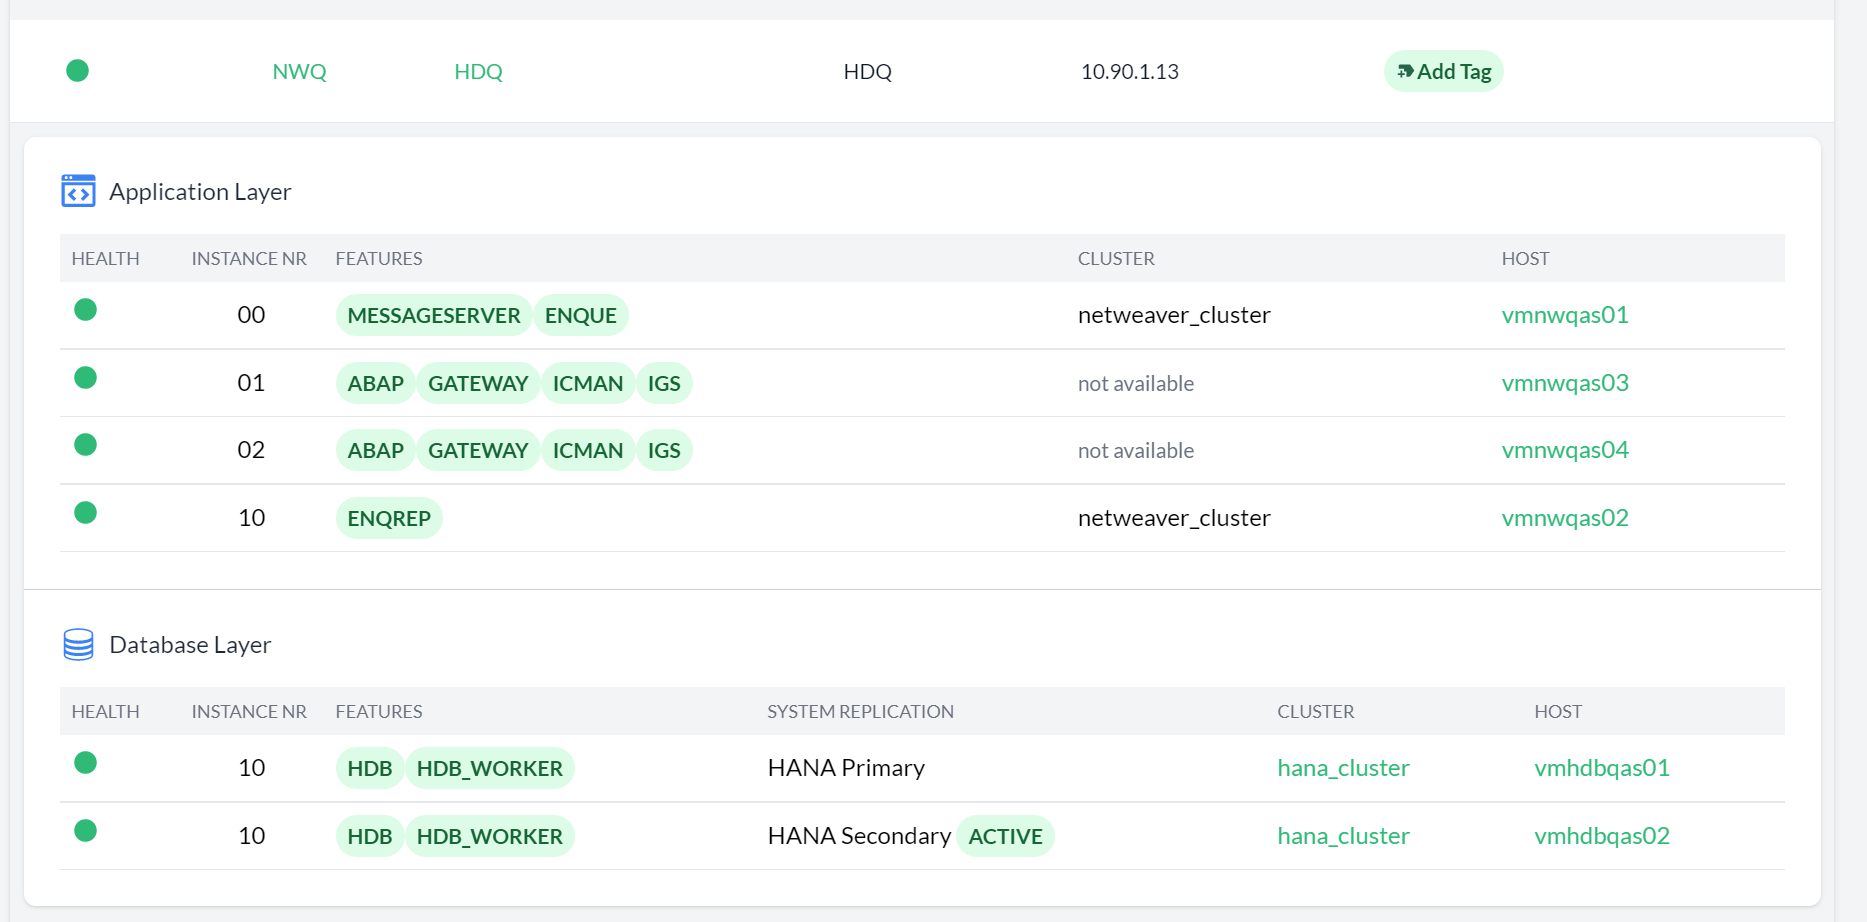 NWQ HDQ HDQ 10.90.1.13 Add Tag
Application Layer
HEALTH INSTANCE NR FEATURES CLUSTER HOST
00 MESSAGESERVER ENQUE netweaver_cluster vmnwqas01
01 ABAP GATEWAY ICMAN IGS not available vmnwqas03
02 ABAP GATEWAY ICMAN IGS not available vmnwqas04
10 ENQREP netweaver_cluster vmnwqas02
Database Layer
HEALTH INSTANCE NR FEATURES SYSTEM REPLICATION CLUSTER HOST
10 HDB HDB_WORKER HANA Primary hana_cluster vmhdbqas01
10 HDB HDB_WORKER HANA Secondary ACTIVE hana_cluster vmhdbqas02